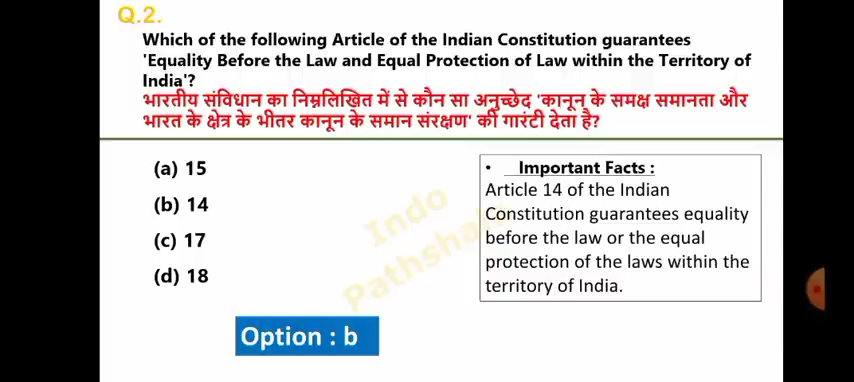 Q.2.
Which of the following Article of the Indian Constitution guarantees
'Equality Before the Law and Equal Protection of Law within the Territory of
India'?
भारतीय संविधान का निम्नलिखित में से कौन सा अनुच्छेद 'कानून के समक्ष समानता और
भारत के क्षेत्र के भीतर कानून के समान संरक्षण' की गारंटी देता है?
(a) 15
(b) 14
(c) 17
(d) 18
• Important Facts :
Article 14 of the Indian
Constitution guarantees equality
before the law or the equal
protection of the laws within the
territory of India.
Indo
Pathshala
Option : b